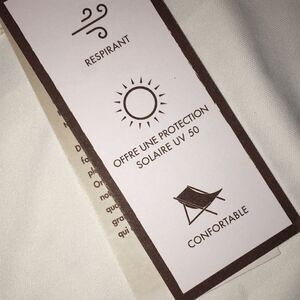 RESPIRANT
OFFRE UNE PROTECTION
SOLAIRE UV 50
CONFORTABLE